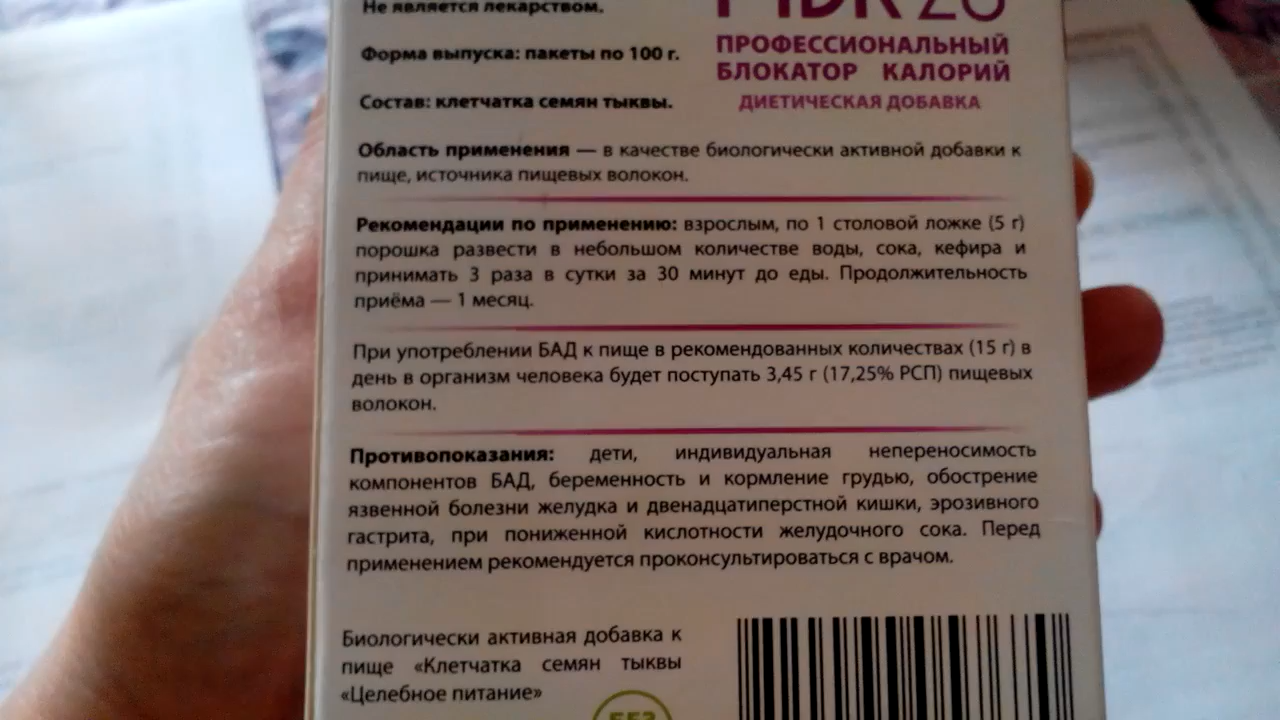 Не является лекарством.
Форма выпуска: пакеты по 100 г.
Состав: клетчатка семян тыквы.
ПРОФЕССИОНАЛЬНЫЙ
БЛОКАТОР КАЛОРИЙ
ДИЕТИЧЕСКАЯ ДОБАВКА
Область применения — в качестве биологически активной добавки к
пище, источника пищевых волокон.
Рекомендации по применению: взрослым, по 1 столовой ложке (5 г)
порошка развести в небольшом количестве воды, сока, кефира и
принимать 3 раза в сутки за 30 минут до еды. Продолжительность
приёма — 1 месяц.
При употреблении БАД к пище в рекомендованных количествах (15 г) в
день в организм человека будет поступать 3,45 г (17,25% РСП) пищевых
волокон.
Противопоказания: дети, индивидуальная непереносимость
компонентов БАД, беременность и кормление грудью, обострение
язвенной болезни желудка и двенадцатиперстной кишки, эрозивного
гастрита, при пониженной кислотности желудочного сока. Перед
применением рекомендуется проконсультироваться с врачом.
Биологически активная добавка к
пище «Клетчатка семян тыквы
«Целебное питание»